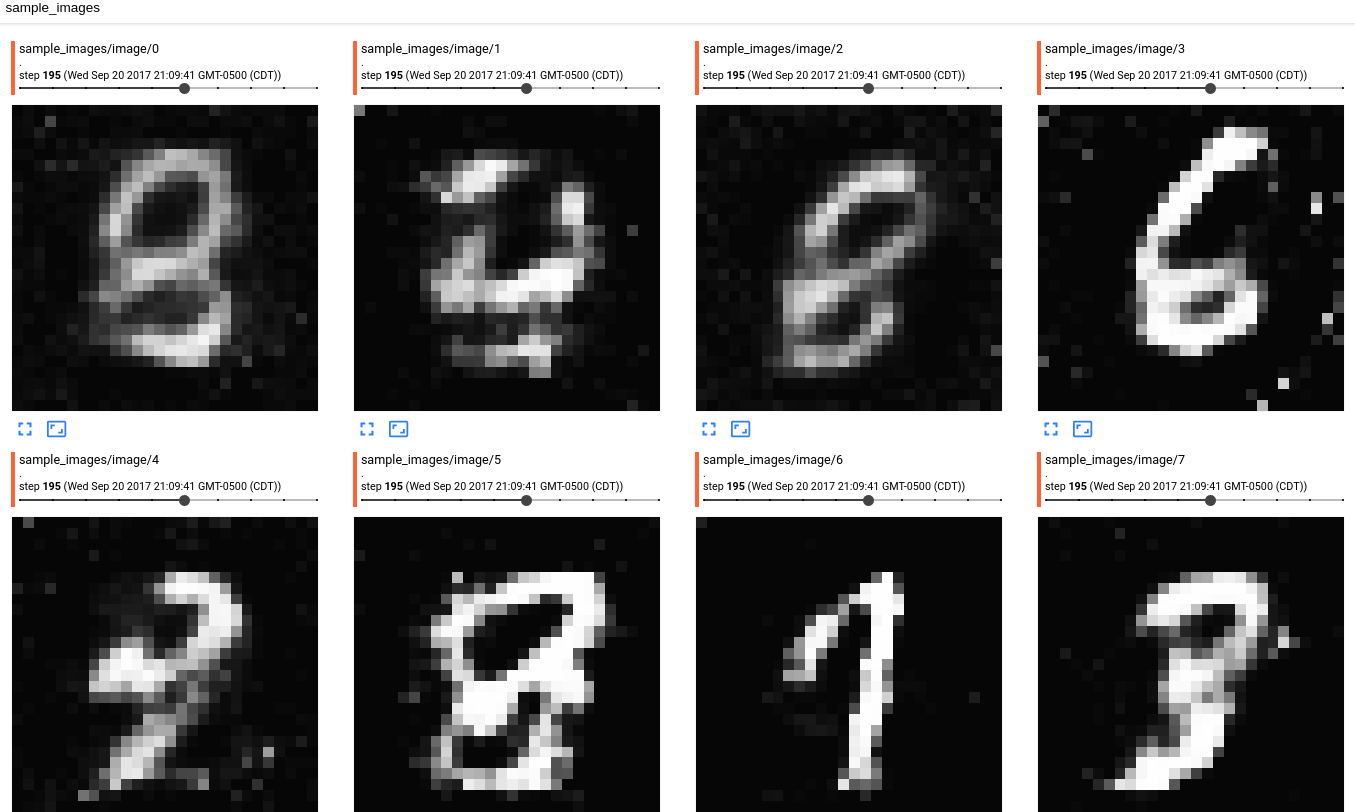 sample_images
sample_images/image/0
.
step 195 (Wed Sep 20 2017 21:09:41 GMT-0500 (CDT))
sample_images/image/1
.
step 195 (Wed Sep 20 2017 21:09:41 GMT-0500 (CDT))
sample_images/image/2
.
step 195 (Wed Sep 20 2017 21:09:41 GMT-0500 (CDT))
sample_images/image/3
.
step 195 (Wed Sep 20 2017 21:09:41 GMT-0500 (CDT))
sample_images/image/4
.
step 195 (Wed Sep 20 2017 21:09:41 GMT-0500 (CDT))
sample_images/image/5
.
step 195 (Wed Sep 20 2017 21:09:41 GMT-0500 (CDT))
sample_images/image/6
.
step 195 (Wed Sep 20 2017 21:09:41 GMT-0500 (CDT))
sample_images/image/7
.
step 195 (Wed Sep 20 2017 21:09:41 GMT-0500 (CDT))